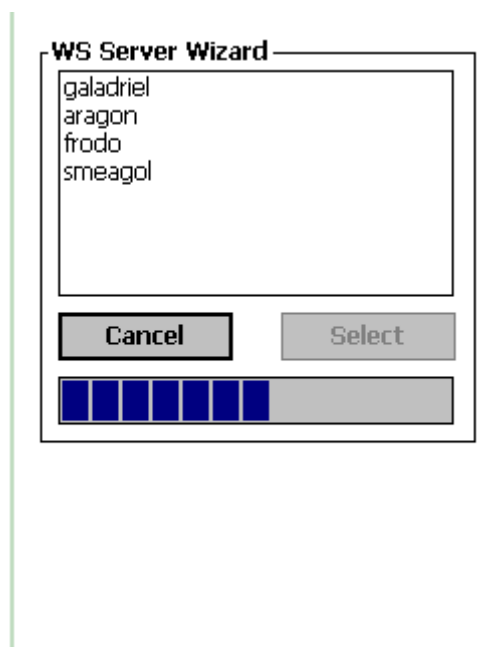 WS Server Wizard
galadriel
aragon
frodo
smeagol
Cancel Select